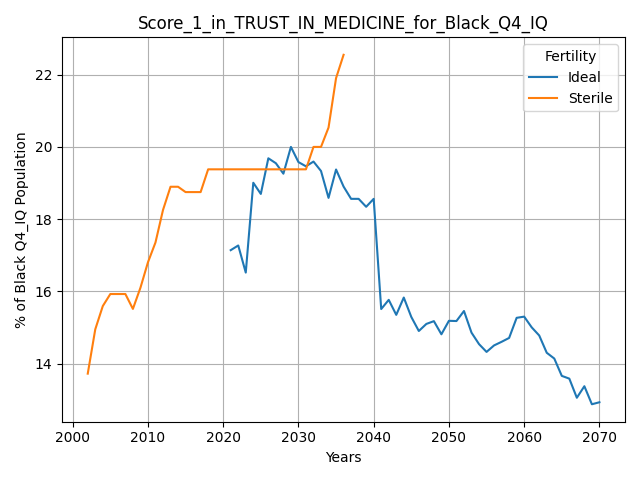 Score_1_in_TRUST_IN_MEDICINE_for_Black_Q4_IQ
Fertility
Ideal
Sterile
% of Black Q4_IQ Population
22
20
18
16
14
2000 2010 2020 2030 2040 2050 2060 2070
Years